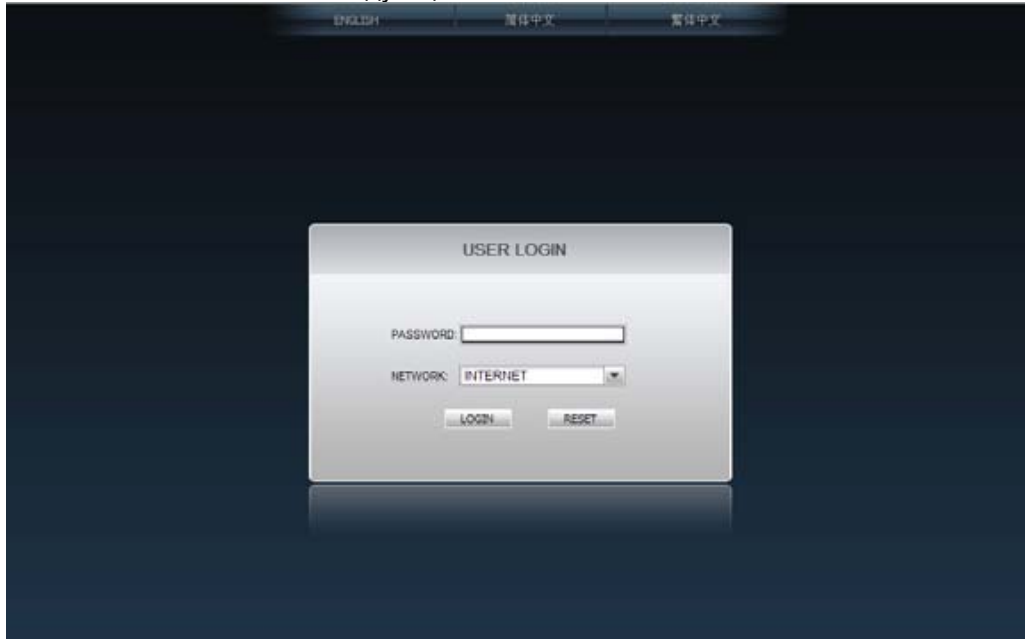 ENGLISH 简体中文 繁体中文
USER LOGIN
PASSWORD:
NETWORK: INTERNET
LOGIN RESET